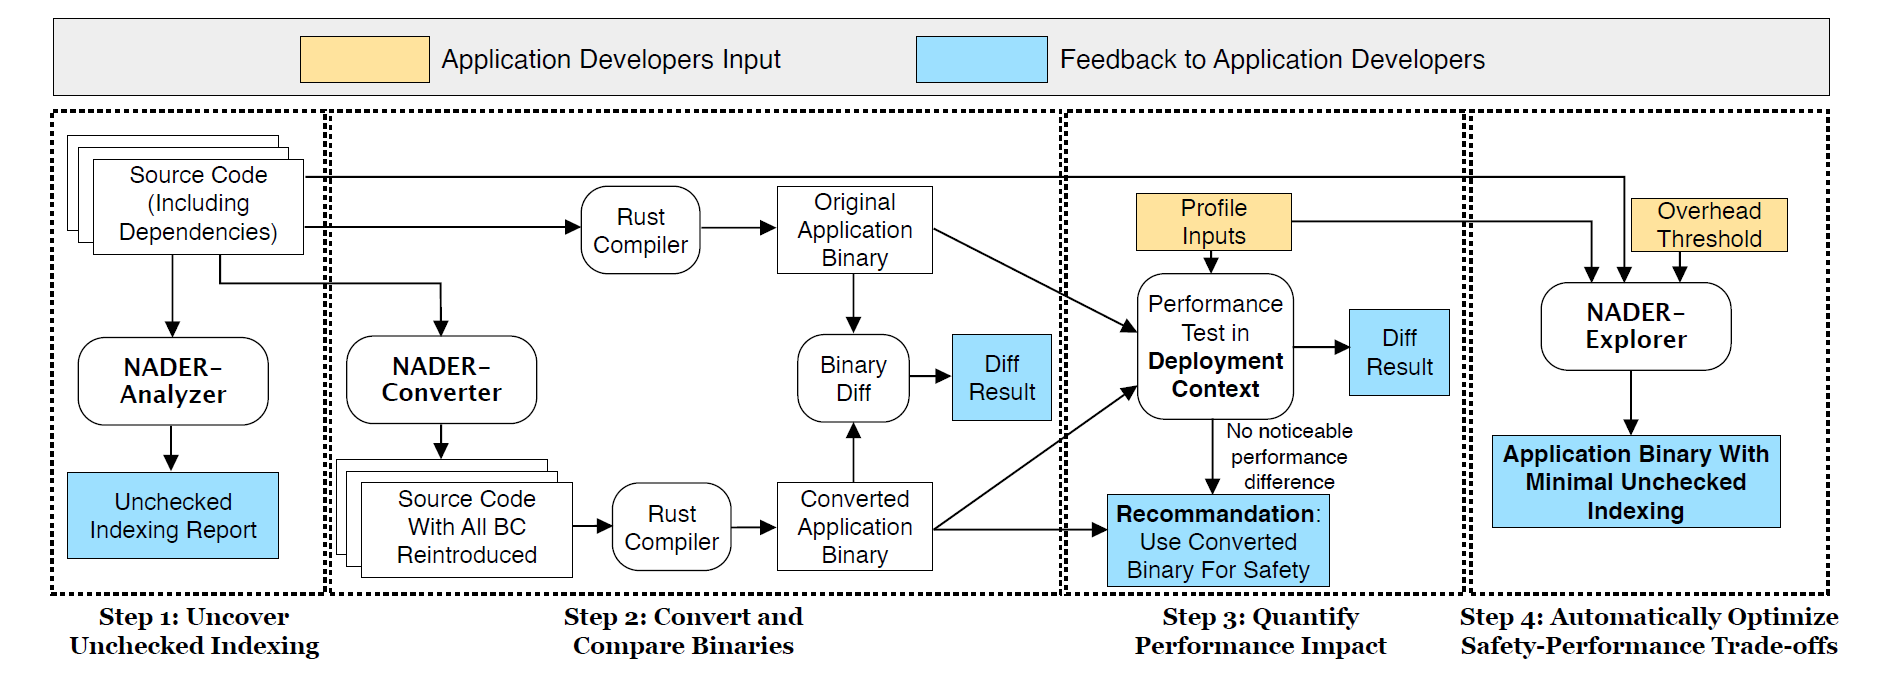 Application Developers Input
Feedback to Application Developers
Source Code
(Including
Dependencies)
NADER-
Analyzer
Unchecked
Indexing Report
Step 1: Uncover
Unchecked Indexing
Rust
Compiler
Original
Application
Binary
NADER-
Converter
Binary
Diff
Diff
Result
Source Code
With All BC
Reintroduced
Rust
Compiler
Converted
Application
Binary
Step 2: Convert and
Compare Binaries
Profile
Inputs
Performance
Test in
Deployment
Context
Diff
Result
No noticeable
performance
difference
Recommandation:
Use Converted
Binary For Safety
Step 3: Quantify
Performance Impact
Overhead
Threshold
NADER-
Explorer
Application Binary With
Minimal Unchecked
Indexing
Step 4: Automatically Optimize
Safety-Performance Trade-offs